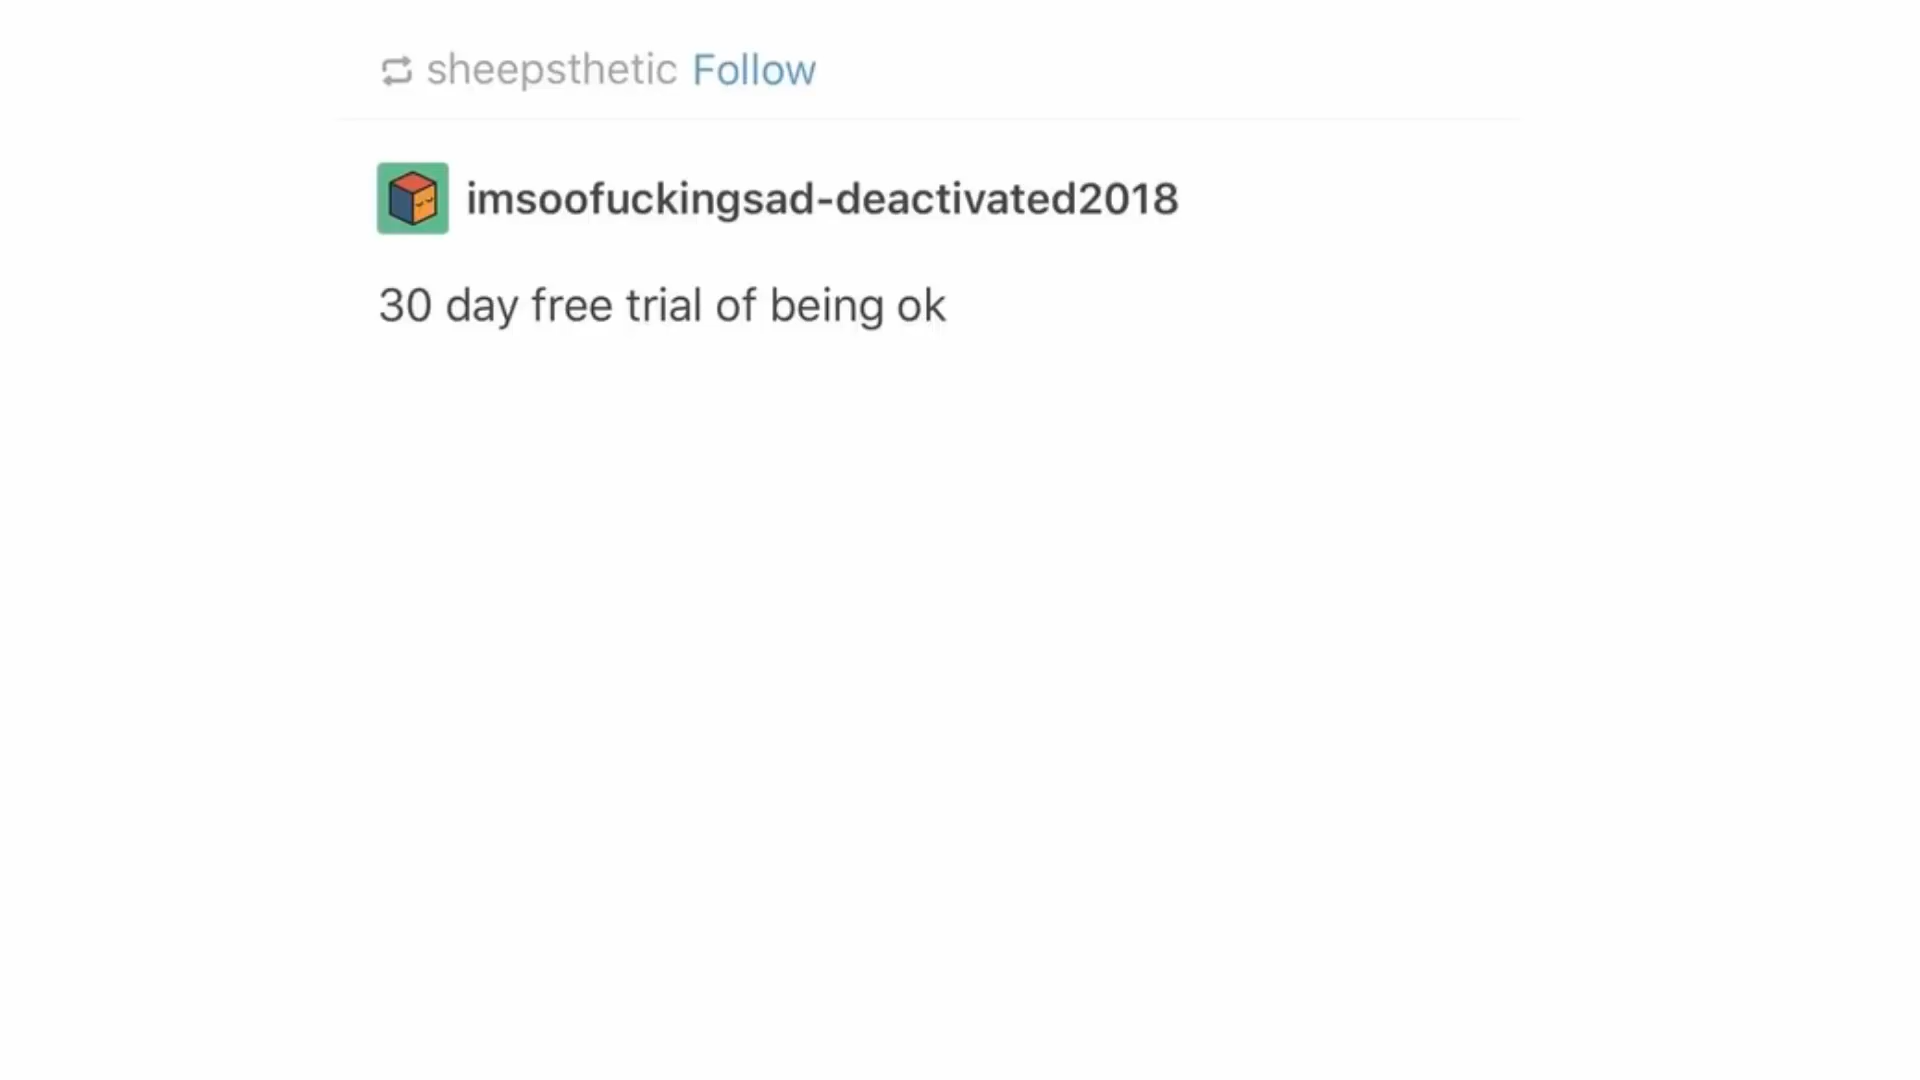 sheepsthetic Follow
imsoofuckingsad-deactivated2018
30 day free trial of being ok